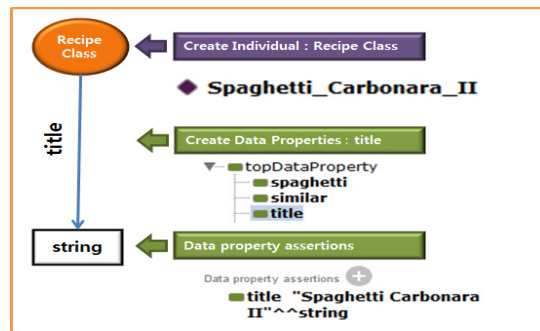 Recipe
Class
Create Individual : Recipe Class
Spaghetti_Carbonara_II
title
Create Data Properties : title
topDataProperty
spaghetti
similar
title
string
Data property assertions
Data property assertions
title "Spaghetti Carbonara
II"^^string